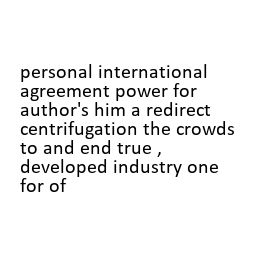 personal international
agreement power for
author's him a redirect
centrifugation the crowds
to and end true ,
developed industry one
for of